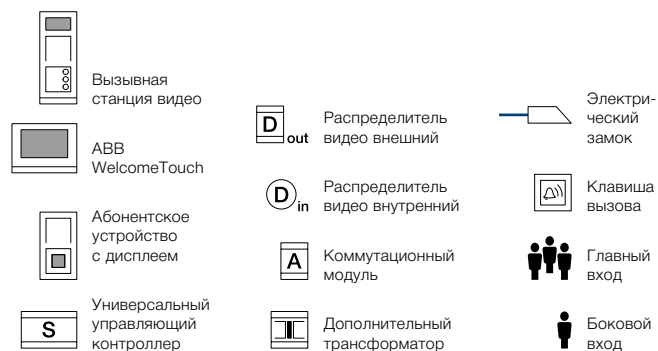 Вызывная
станция видео
ABB
WelcomeTouch
Абонентское
устройство
с дисплеем
S
Универсальный
управляющий
контроллер
D out
Распределитель
видео внешний
D in
Распределитель
видео внутренний
A
Коммутационный
модуль
Дополнительный
трансформатор
Электри-
ческий
замок
Клавиша
вызова
Главный
вход
Боковой
вход